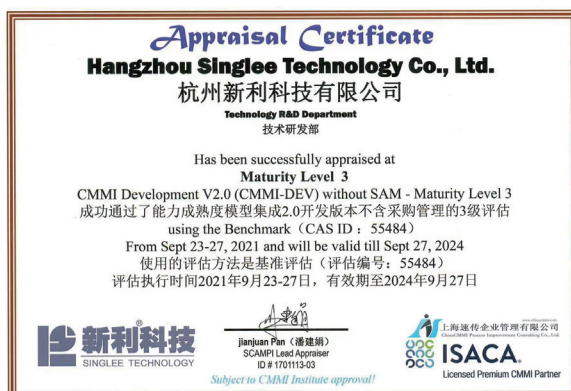 Appraisal Certificate
Hangzhou Singlee Technology Co., Ltd.
杭州新利科技有限公司
Technology R&D Department
技术研发部
Has been successfully appraised at
Maturity Level 3
CMMI Development V2.0 (CMMI-DEV) without SAM - Maturity Level 3
成功通过了能力成熟度模型集成2.0开发版本不含采购管理的3级评估
using the Benchmark（CAS ID：55484）
From Sept 23-27, 2021 and will be valid till Sept 27, 2024
使用的评估方法是基准评估（评估编号：55484）
评估执行时间2021年9月23-27日，有效期至2024年9月27日
新利科技
SINGLEE TECHNOLOGY
jianjuan Pan（潘建娟）
SCAMPI Lead Appraiser
ID # 1701113-03
Subject to CMMI Institute approval!
上海速传企业管理有限公司
ChinaCMMI Process Improvement Consulting Co., Ltd.
ISACA.
Licensed Premium CMMI Partner